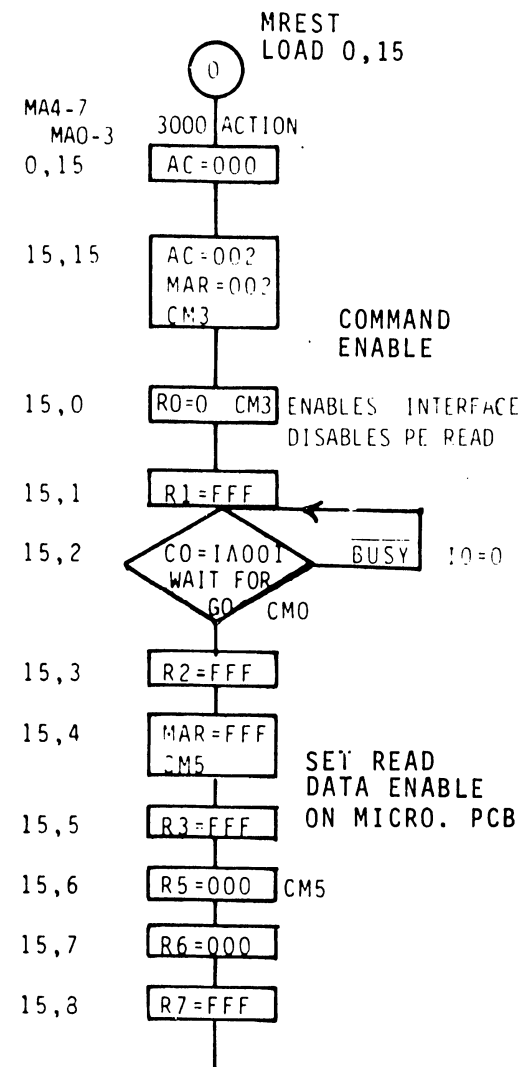 MREST
LOAD 0,15
0
MA4-7
MA0-3
3000 ACTION
0,15
AC=000
15,15
AC=002
MAR=002
CM3
COMMAND
ENABLE
15,0
R0=0 CM3
ENABLES INTERFACE
DISABLES PE READ
15,1
R1=FFF
15,2
CO=IΛ001
WAIT FOR
GO
CM0
BUSY
I0=0
15,3
R2=FFF
15,4
MAR=FFF
CM5
SET READ
DATA ENABLE
ON MICRO. PCB
15,5
R3=FFF
15,6
R5=000
CM5
15,7
R6=000
15,8
R7=FFF